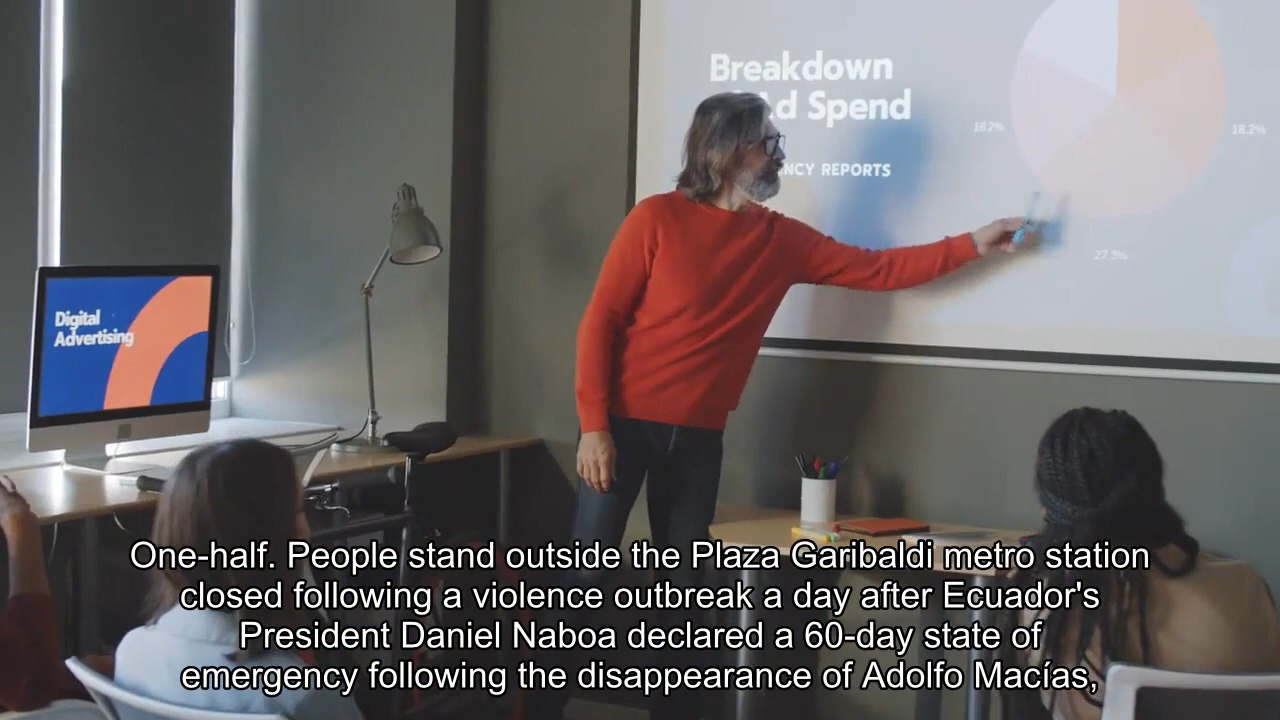 Breakdown
Ad Spend
REPORTS
18.2%
18.2%
27.3%
Digital
Advertising
One-half. People stand outside the Plaza Garibaldi metro station
closed following a violence outbreak a day after Ecuador's
President Daniel Naboa declared a 60-day state of
emergency following the disappearance of Adolfo Macías,